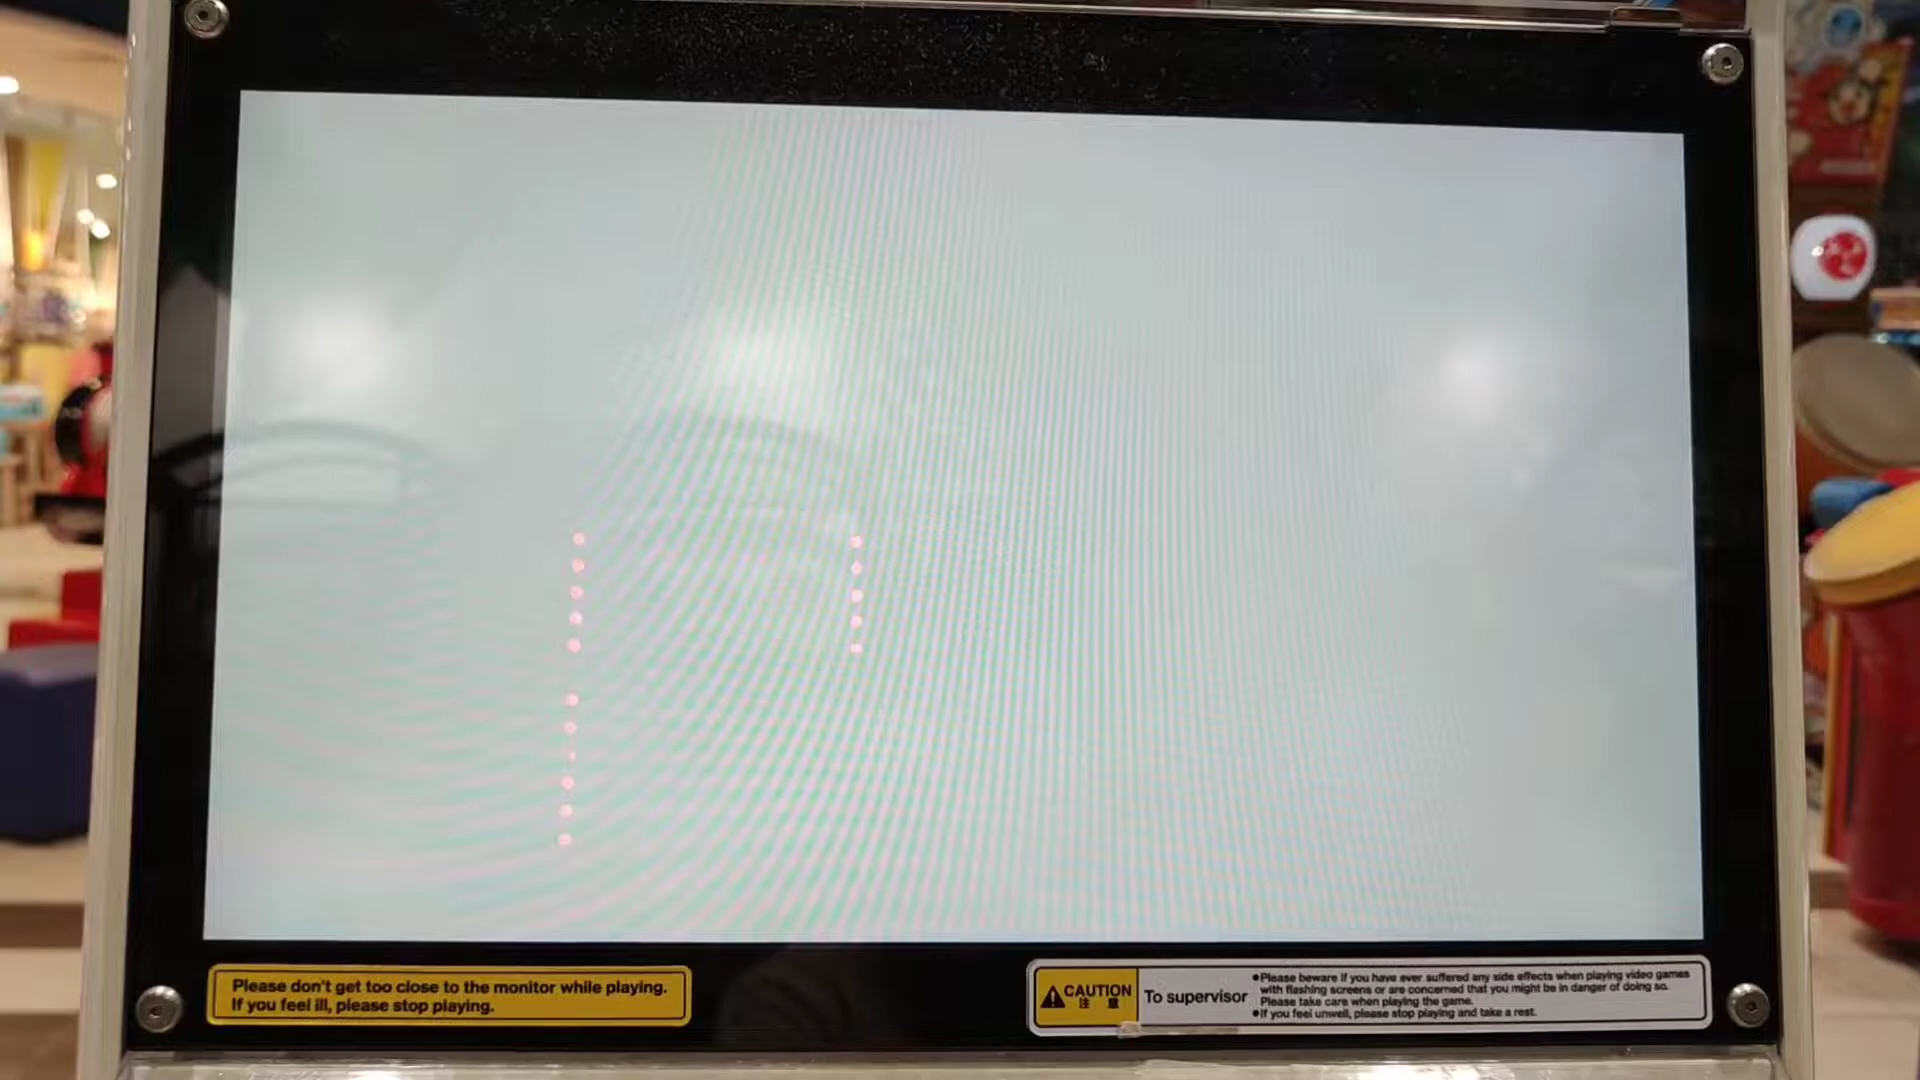 Please don't get too close to the monitor while playing.
If you feel ill, please stop playing.
CAUTION
注 意
To supervisor
●Please beware if you have ever suffered any side effects when playing video games
with flashing screens or are concerned that you might be in danger of doing so.
Please take care when playing the game.
●If you feel unwell, please stop playing and take a rest.